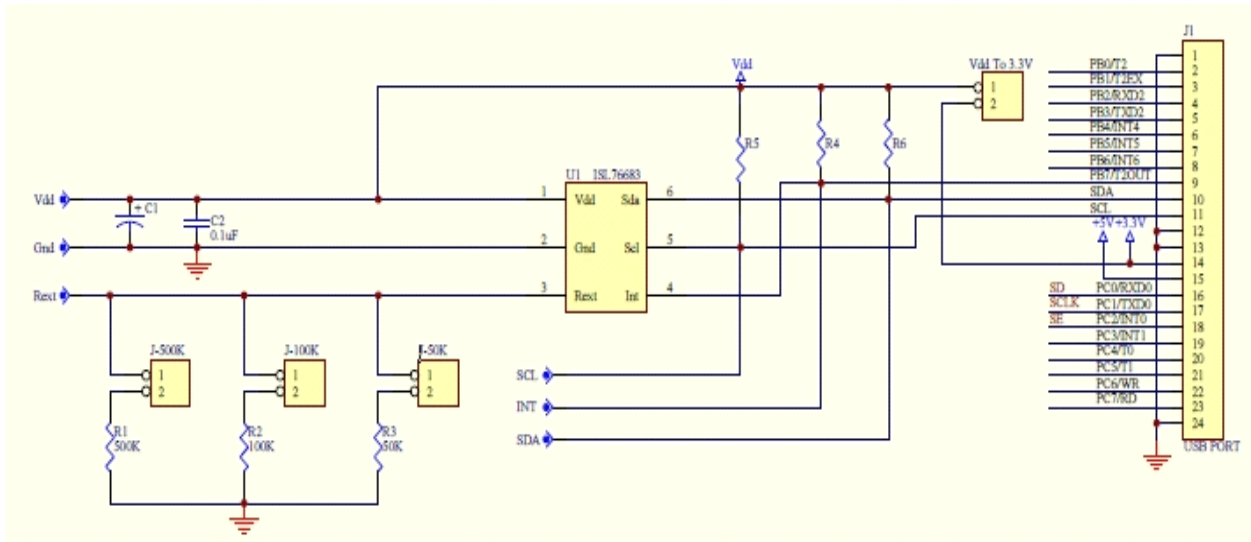 J1
Vdd
Vdd To 3.3V
1
2
1
2
3
4
5
6
7
8
9
10
11
12
13
14
15
16
17
18
19
20
21
22
23
24
PB0/T2
PB1/T2EX
PB2/RXD2
PB3/TXD2
PB4/INT4
PB5/INT5
PB6/INT6
PB7/T2OUT
SDA
SCL
+5V +3.3V
SD PC0/RXD0
SCLK PC1/TXD0
SE PC2/INT0
PC3/INT1
PC4/T0
PC5/T1
PC6/WR
PC7/RD
USB PORT
R5
R4
R6
U1 ISL76683
1 Vdd Sda 6
2 Gnd Scl 5
3 Rext Int 4
Vdd
+ C1
C2
0.1uF
Gnd
Rext
J-500K
1
2
J-100K
1
2
J-50K
1
2
R1
500K
R2
100K
R3
50K
SCL
INT
SDA